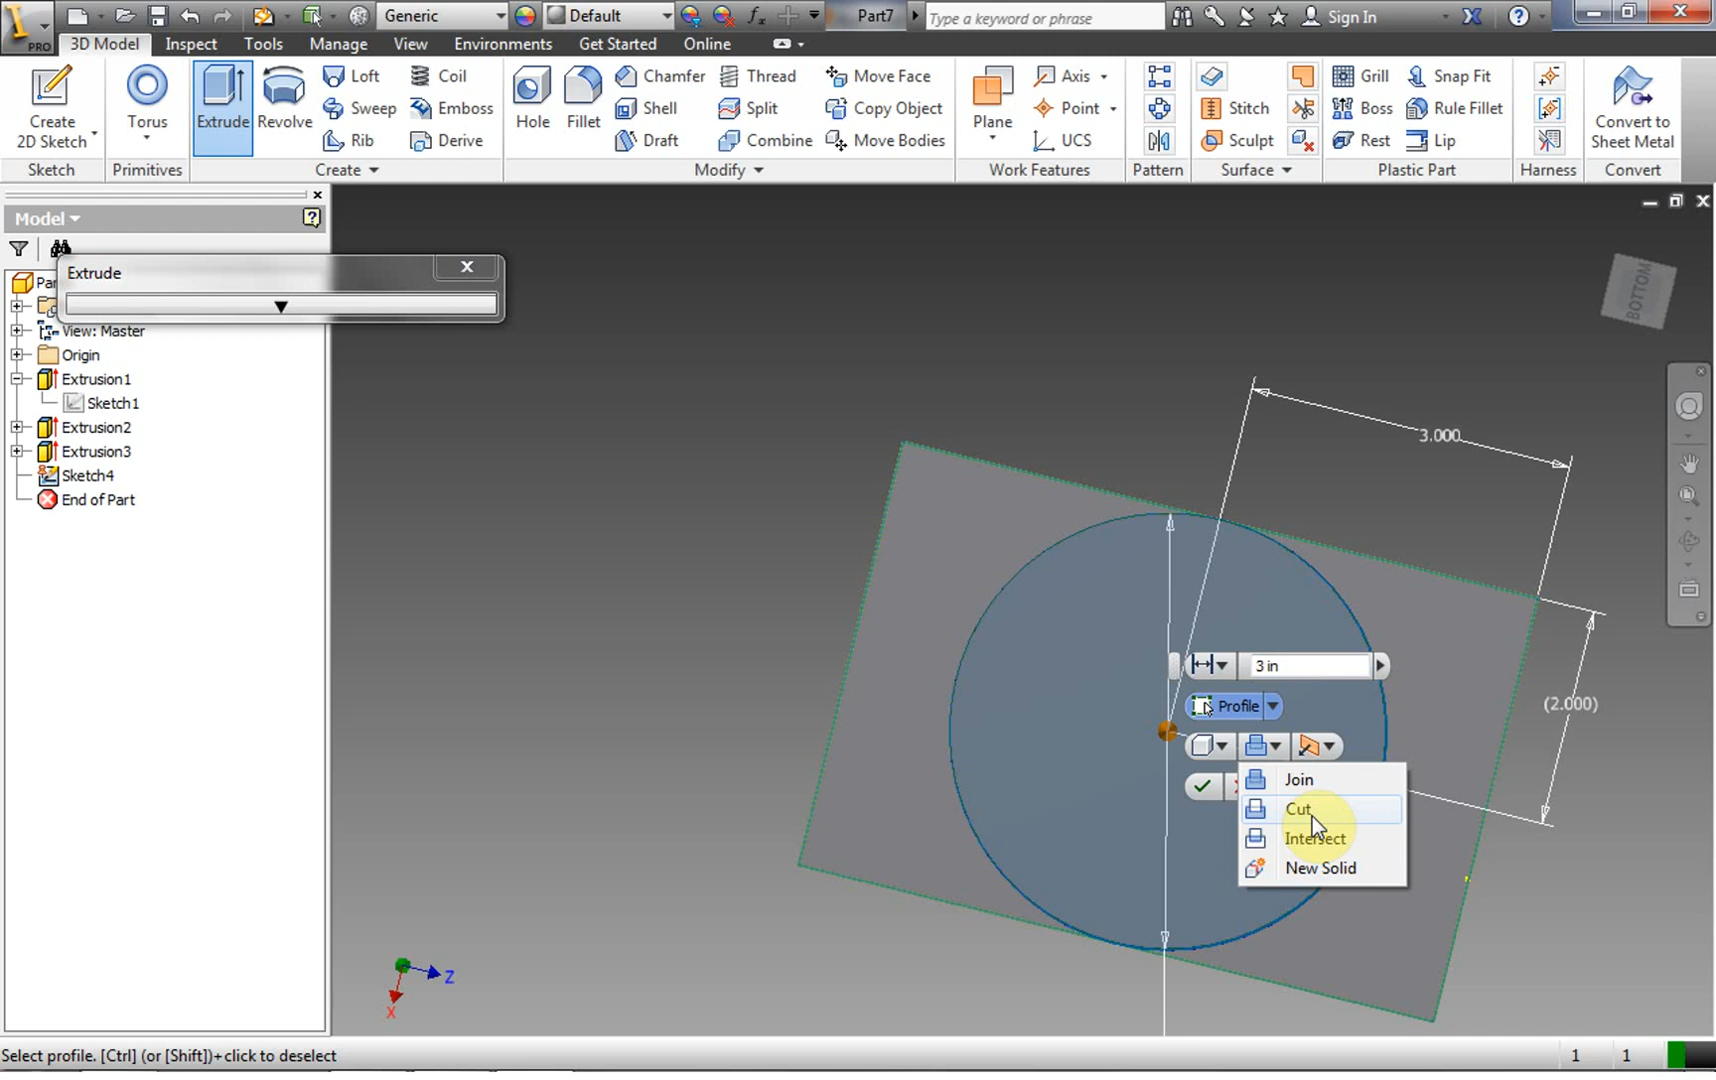 Generic
Default
Part7
Type a keyword or phrase
Sign In
PRO
3D Model
Inspect
Tools
Manage
View
Environments
Get Started
Online
Create
2D Sketch
Sketch
Torus
Primitives
Extrude
Revolve
Loft
Sweep
Rib
Coil
Emboss
Derive
Create
Hole
Fillet
Chamfer
Shell
Draft
Thread
Split
Combine
Move Face
Copy Object
Move Bodies
Modify
Plane
Axis
Point
UCS
Work Features
Pattern
Stitch
Sculpt
Surface
Grill
Boss
Rest
Snap Fit
Rule Fillet
Lip
Plastic Part
Harness
Convert to
Sheet Metal
Convert
Model
Extrude
Par
View: Master
Origin
Extrusion1
Sketch1
Extrusion2
Extrusion3
Sketch4
End of Part
BOTTOM
3.000
(2.000)
3 in
Profile
Join
Cut
Intersect
New Solid
Z
X
Select profile. [Ctrl] (or [Shift])+click to deselect
1
1